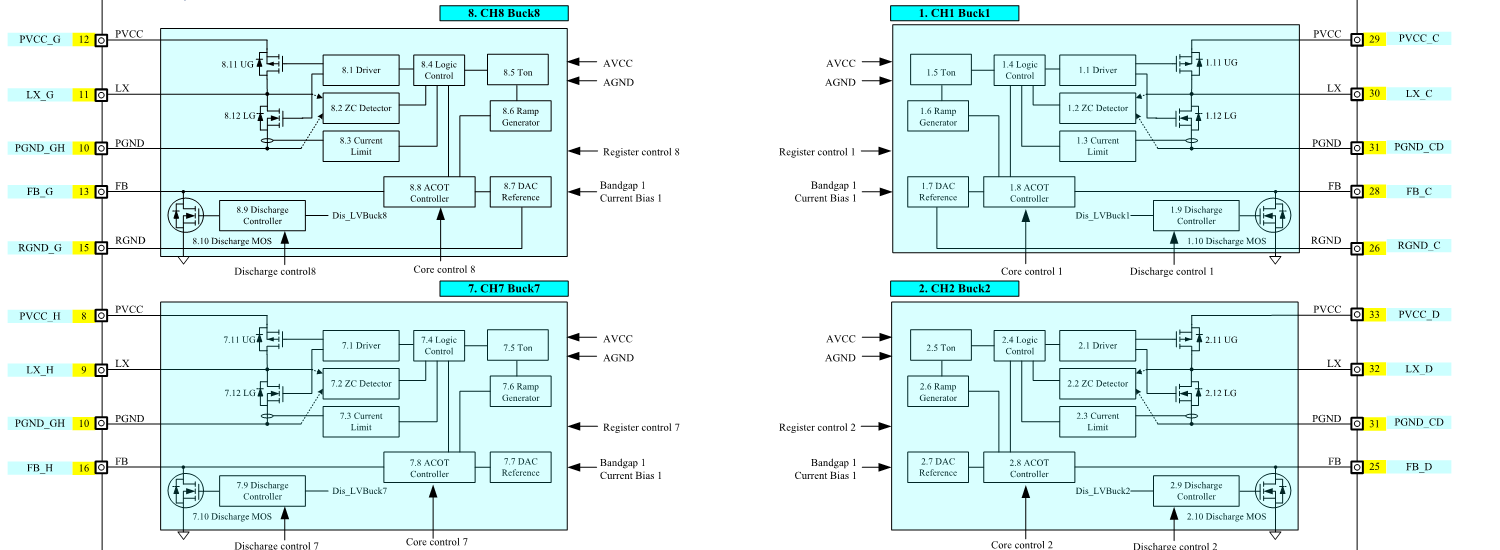 8. CH8 Buck8
PVCC_G 12 PVCC
LX_G 11 LX
PGND_GH 10 PGND
FB_G 13 FB
RGND_G 15 RGND
8.11 UG
8.12 LG
8.1 Driver
8.2 ZC Detector
8.3 Current
Limit
8.4 Logic
Control
8.5 Ton
8.6 Ramp
Generator
8.8 ACOT
Controller
8.7 DAC
Reference
8.9 Discharge
Controller
Dis_LVBuck8
8.10 Discharge MOS
AVCC
AGND
Register control 8
Bandgap 1
Current Bias 1
Discharge control8
Core control 8
1. CH1 Buck1
AVCC
AGND
Register control 1
Bandgap 1
Current Bias 1
1.5 Ton
1.4 Logic
Control
1.1 Driver
1.6 Ramp
Generator
1.2 ZC Detector
1.3 Current
Limit
1.11 UG
1.12 LG
1.7 DAC
Reference
1.8 ACOT
Controller
Dis_LVBuck1
1.9 Discharge
Controller
1.10 Discharge MOS
PVCC 29 PVCC_C
LX 30 LX_C
PGND 31 PGND_CD
FB 28 FB_C
RGND 26 RGND_C
Core control 1
Discharge control 1
7. CH7 Buck7
PVCC_H 8 PVCC
LX_H 9 LX
PGND_GH 10 PGND
FB_H 16 FB
7.11 UG
7.12 LG
7.1 Driver
7.2 ZC Detector
7.3 Current
Limit
7.4 Logic
Control
7.5 Ton
7.6 Ramp
Generator
7.8 ACOT
Controller
7.7 DAC
Reference
7.9 Discharge
Controller
Dis_LVBuck7
7.10 Discharge MOS
AVCC
AGND
Register control 7
Bandgap 1
Current Bias 1
Discharge control 7
Core control 7
2. CH2 Buck2
AVCC
AGND
Register control 2
Bandgap 1
Current Bias 1
2.5 Ton
2.4 Logic
Control
2.1 Driver
2.6 Ramp
Generator
2.2 ZC Detector
2.3 Current
Limit
2.11 UG
2.12 LG
2.7 DAC
Reference
2.8 ACOT
Controller
Dis_LVBuck2
2.9 Discharge
Controller
2.10 Discharge MOS
PVCC 33 PVCC_D
LX 32 LX_D
PGND 31 PGND_CD
FB 25 FB_D
Core control 2
Discharge control 2